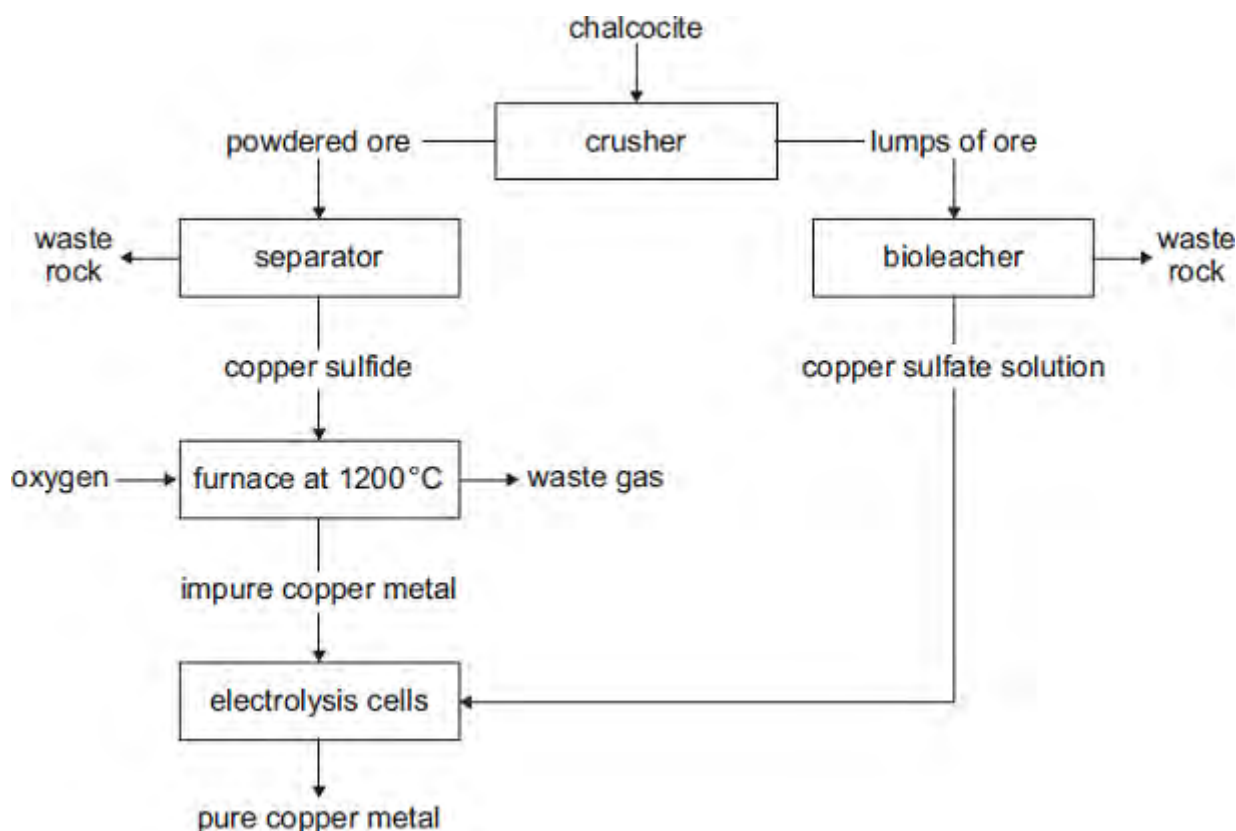 chalcocite
powdered ore
crusher
lumps of ore
waste
rock
separator
bioleacher
waste
rock
copper sulfide
copper sulfate solution
oxygen
furnace at 1200°C
waste gas
impure copper metal
electrolysis cells
pure copper metal